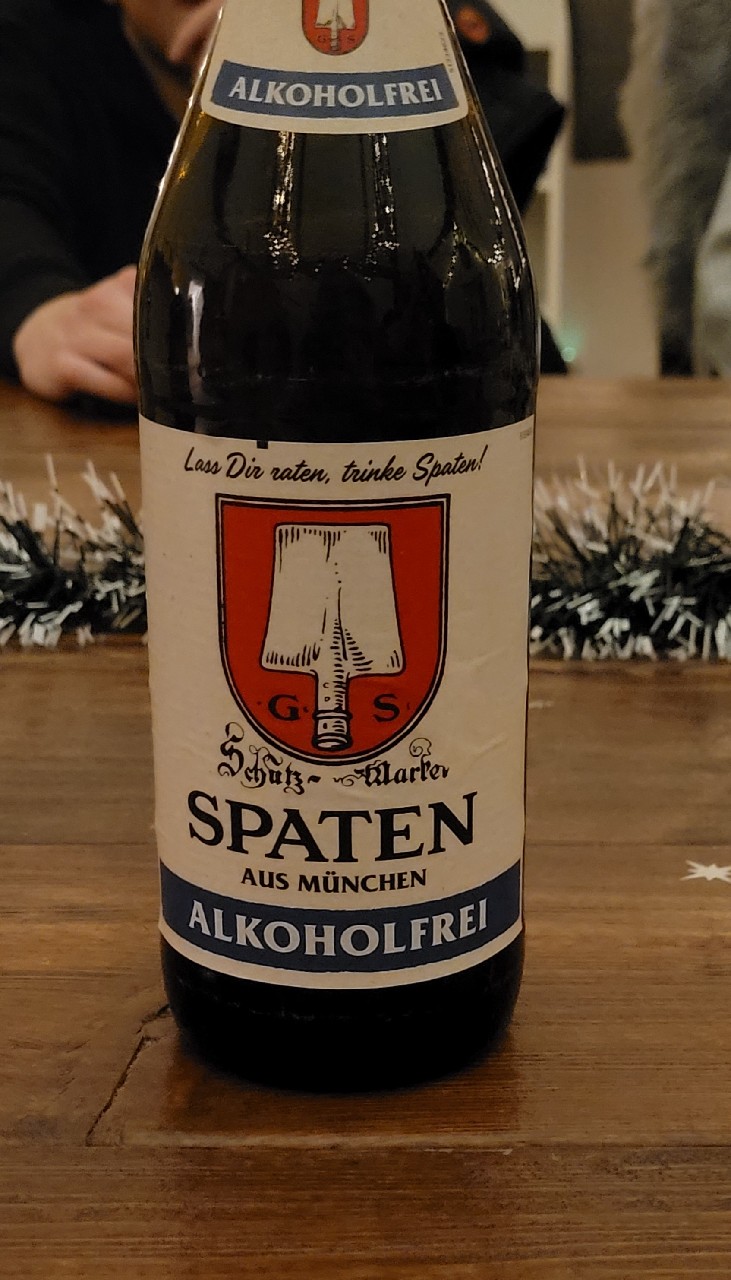 G S
ALKOHOLFREI
Lass Dir raten, trinke Spaten!
G S
Schutz-Marke
SPATEN
AUS MÜNCHEN
ALKOHOLFREI